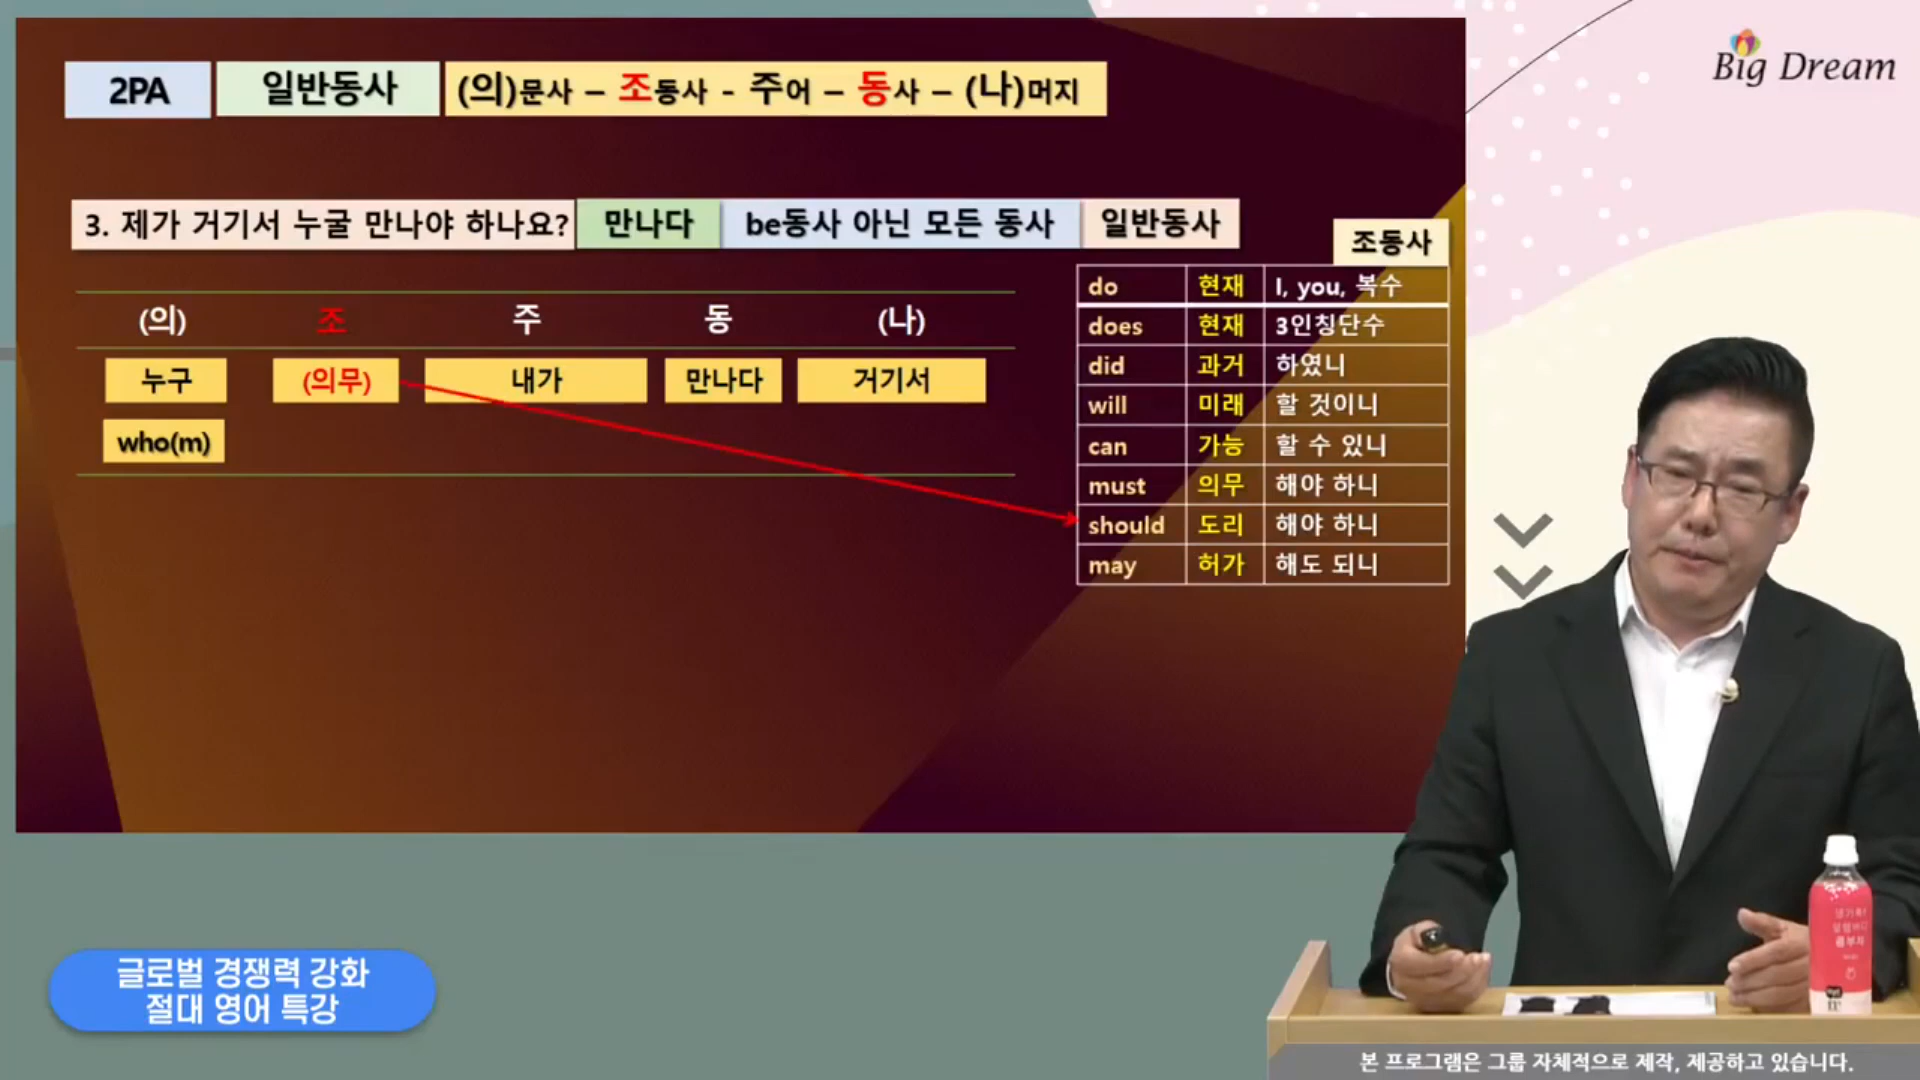 Big Dream
2PA 일반동사 (의)문사 – 조동사 - 주어 – 동사 – (나)머지
3. 제가 거기서 누굴 만나야 하나요? 만나다 be동사 아닌 모든 동사 일반동사
조동사
(의) 조 주 동 (나)
누구 (의무) 내가 만나다 거기서
who(m)
do 현재 I, you, 복수
does 현재 3인칭단수
did 과거 하였니
will 미래 할 것이니
can 가능 할 수 있니
must 의무 해야 하니
should 도리 해야 하니
may 허가 해도 되니
글로벌 경쟁력 강화
절대 영어 특강
본 프로그램은 그룹 자체적으로 제작, 제공하고 있습니다.